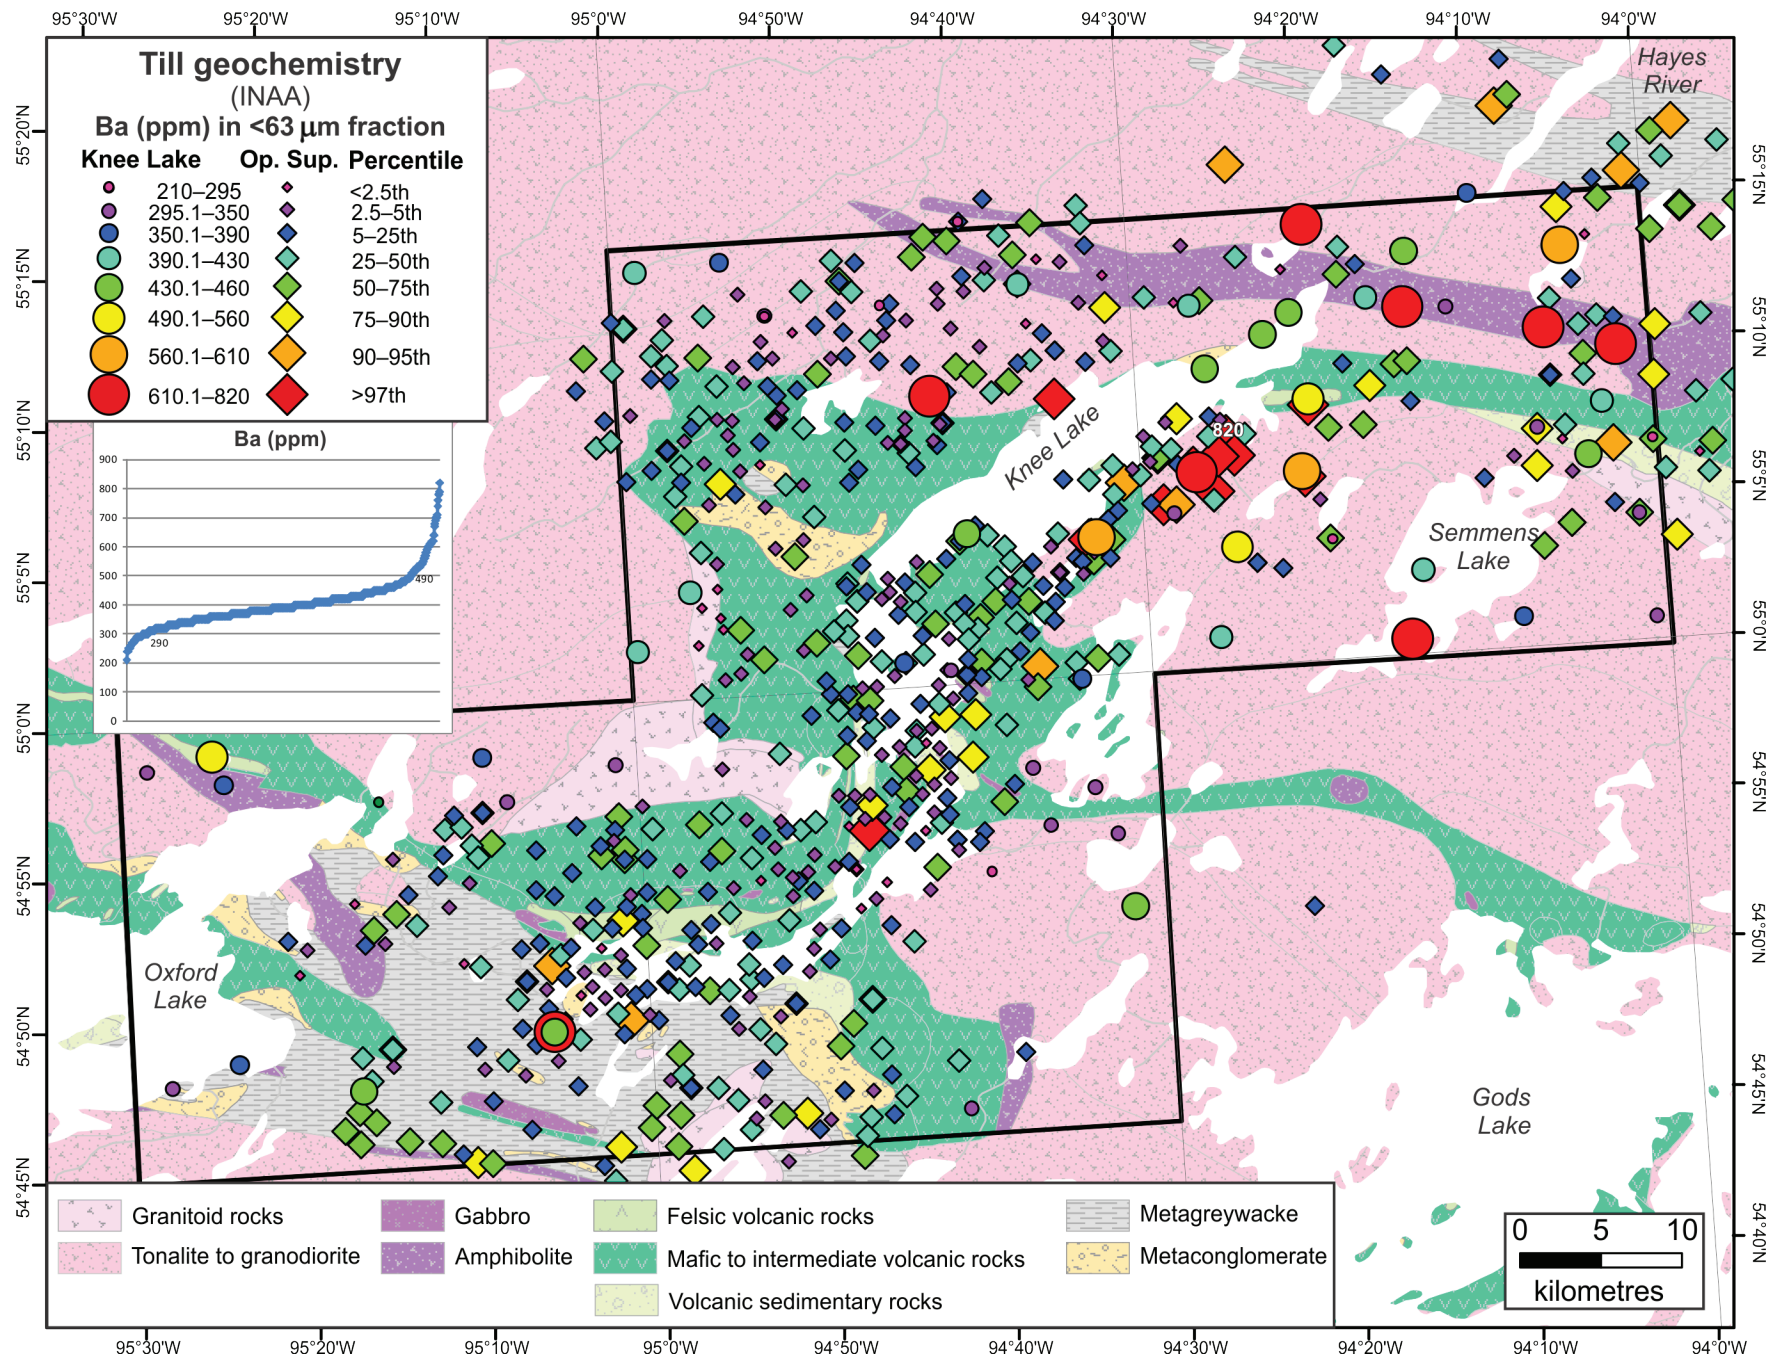 95°30'W 95°20'W 95°10'W 95°0'W 94°50'W 94°40'W 94°30'W 94°20'W 94°10'W 94°0'W
Till geochemistry
(INAA)
Ba (ppm) in <63 µm fraction
Knee Lake Op. Sup. Percentile
210–295 <2.5th
295.1–350 2.5–5th
350.1–390 5–25th
390.1–430 25–50th
430.1–460 50–75th
490.1–560 75–90th
560.1–610 90–95th
610.1–820 >97th
Ba (ppm)
900
800
700
600
500
400
300
200
100
0
490
290
Hayes
River
Knee Lake
820
Semmens
Lake
Oxford
Lake
Gods
Lake
55°20'N
55°15'N
55°10'N
55°5'N
55°0'N
54°55'N
54°50'N
54°45'N
55°15'N
55°10'N
55°5'N
55°0'N
54°55'N
54°50'N
54°45'N
54°40'N
Granitoid rocks
Tonalite to granodiorite
Gabbro
Amphibolite
Felsic volcanic rocks
Mafic to intermediate volcanic rocks
Volcanic sedimentary rocks
Metagreywacke
Metaconglomerate
0 5 10
kilometres
95°30'W 95°20'W 95°10'W 95°0'W 94°50'W 94°40'W 94°30'W 94°20'W 94°10'W 94°0'W